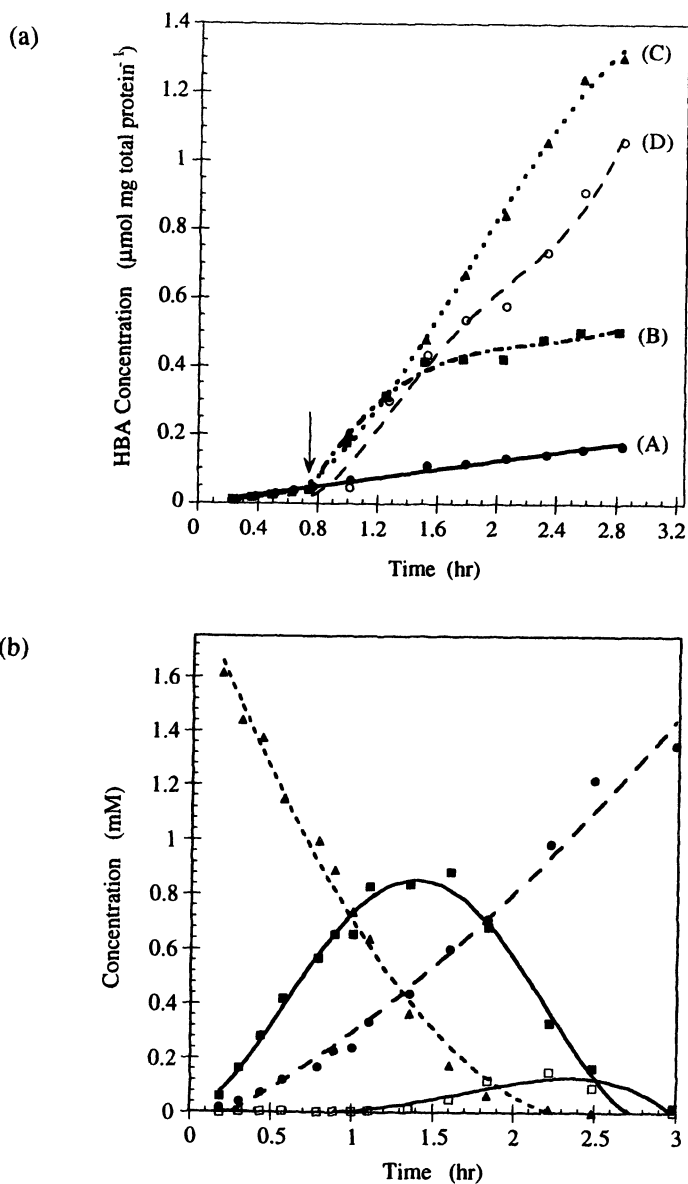 (a)
HBA Concentration (µmol mg total protein⁻¹)
1.4
1.2
1
0.8
0.6
0.4
0.2
0
(C)
(D)
(B)
(A)
0 0.4 0.8 1.2 1.6 2 2.4 2.8 3.2
Time (hr)
(b)
Concentration (mM)
1.6
1.4
1.2
1
0.8
0.6
0.4
0.2
0
0 0.5 1 1.5 2 2.5 3
Time (hr)